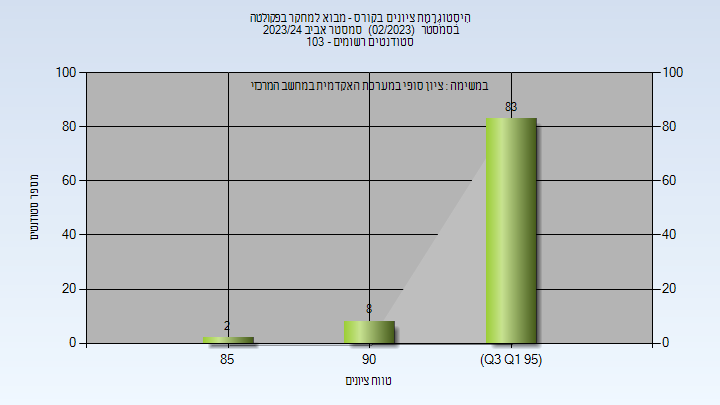 היסטוגרמת ציונים בקורס - מבוא למחקר בפקולטה
בסמסטר (02/2023) סמסטר אביב 2023/24
סטודנטים רשומים - 103
במשימה : ציון סופי במערכת האקדמית במחשב המרכזי
100
80
60
40
20
0
100
80
60
40
20
0
מספר סטודנטים
2
8
83
85
90
(Q3 Q1 95)
טווח ציונים